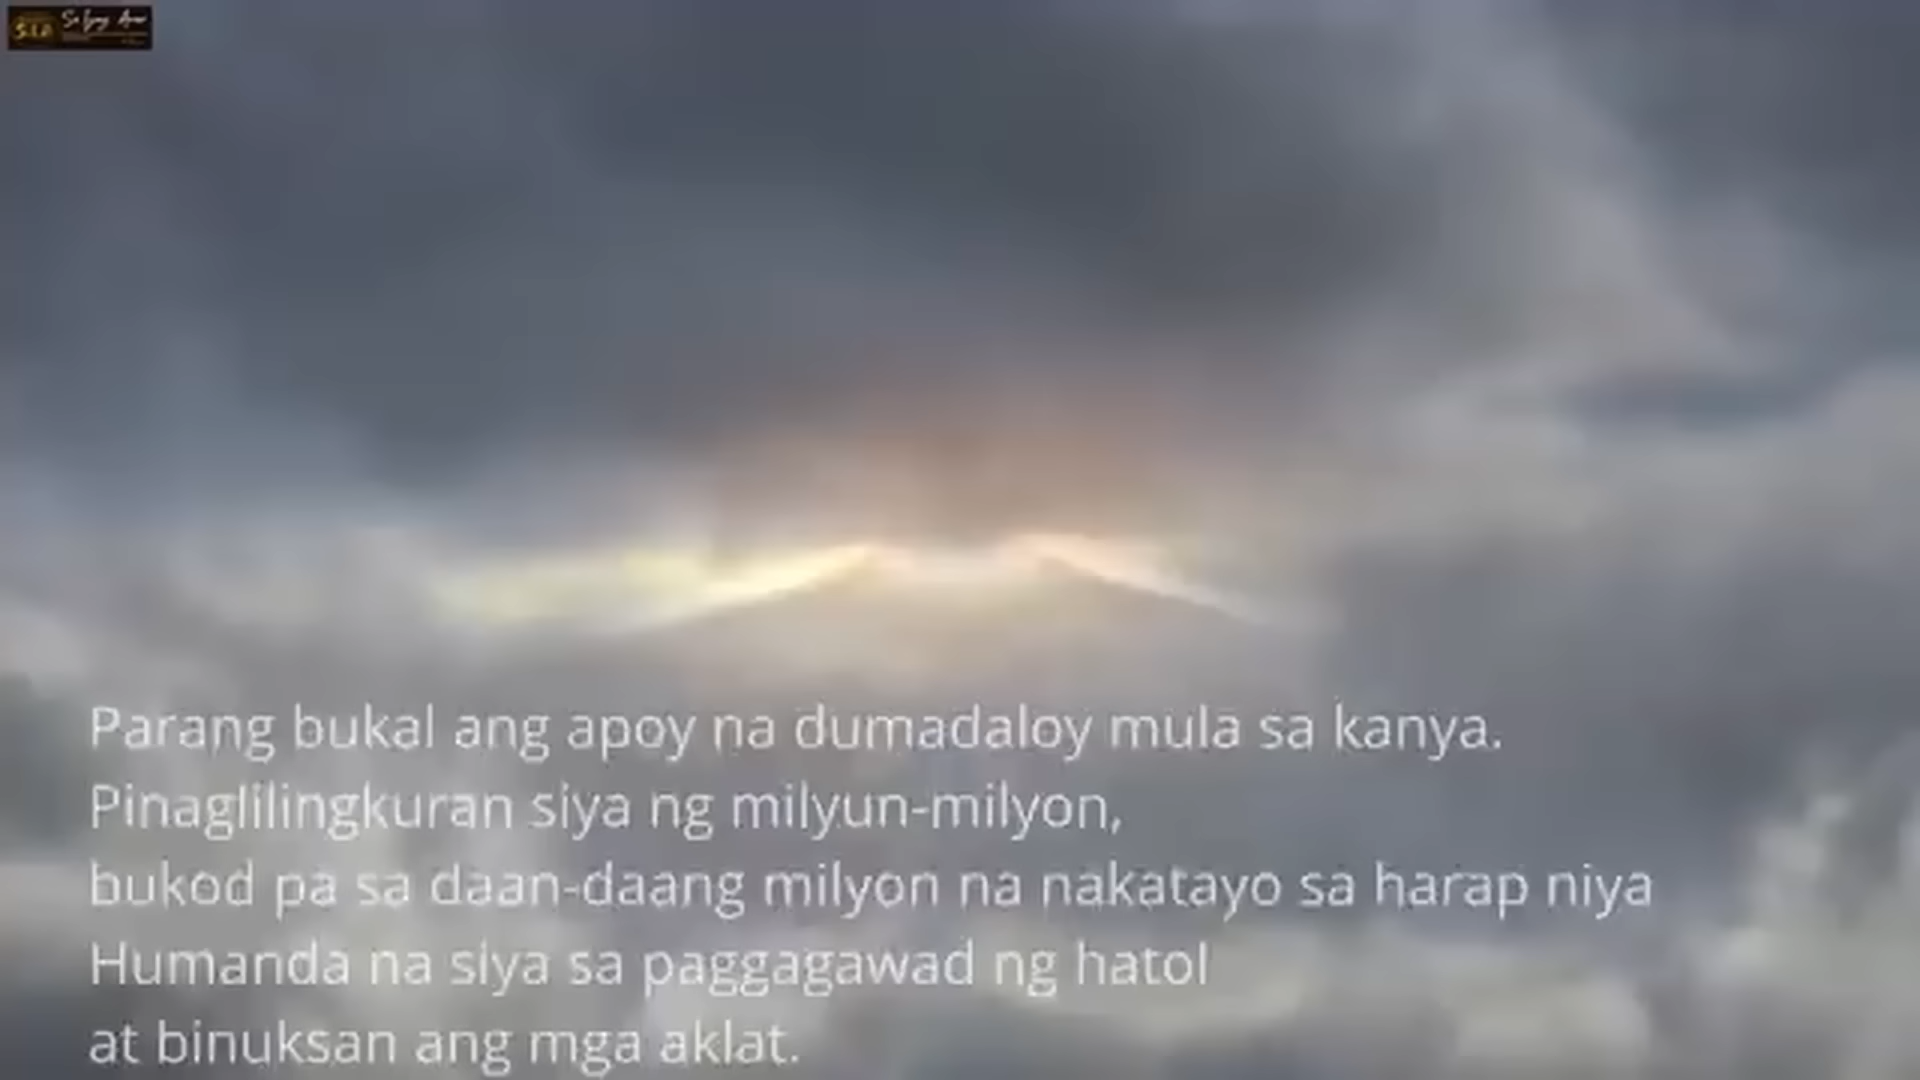 Parang bukal ang apoy na dumadaloy mula sa kanya.
Pinaglilingkuran siya ng milyun-milyon,
bukod pa sa daan-daang milyon na nakatayo sa harap niya
Humanda na siya sa paggagawad ng hatol
at binuksan ang mga aklat.